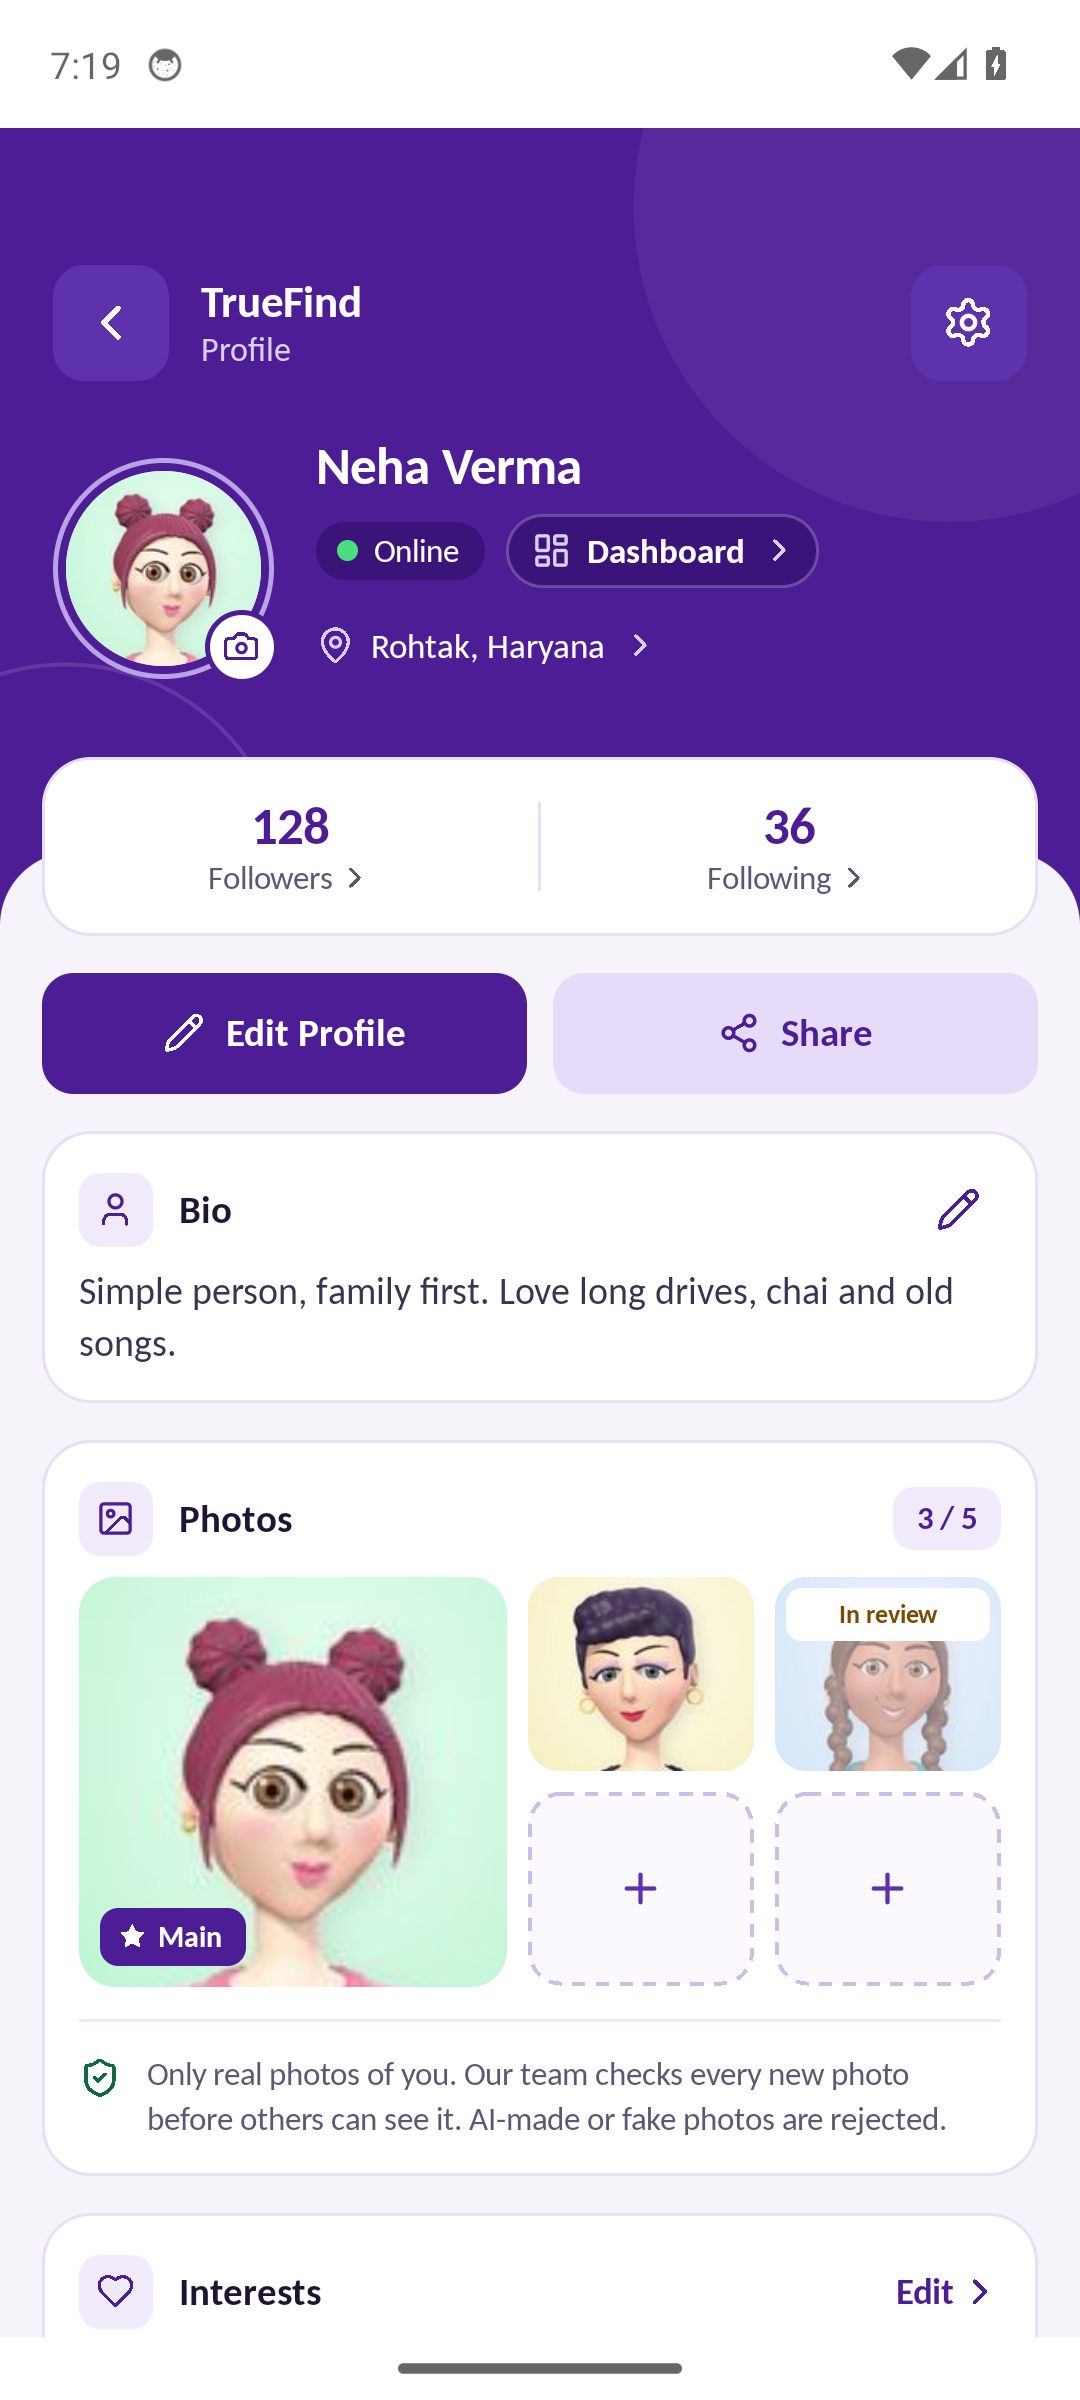 7:19
TrueFind
Profile
Neha Verma
Online
Dashboard
Rohtak, Haryana
128
Followers
36
Following
Edit Profile
Share
Bio
Simple person, family first. Love long drives, chai and old
songs.
Photos
3 / 5
In review
Main
Only real photos of you. Our team checks every new photo
before others can see it. AI-made or fake photos are rejected.
Interests
Edit